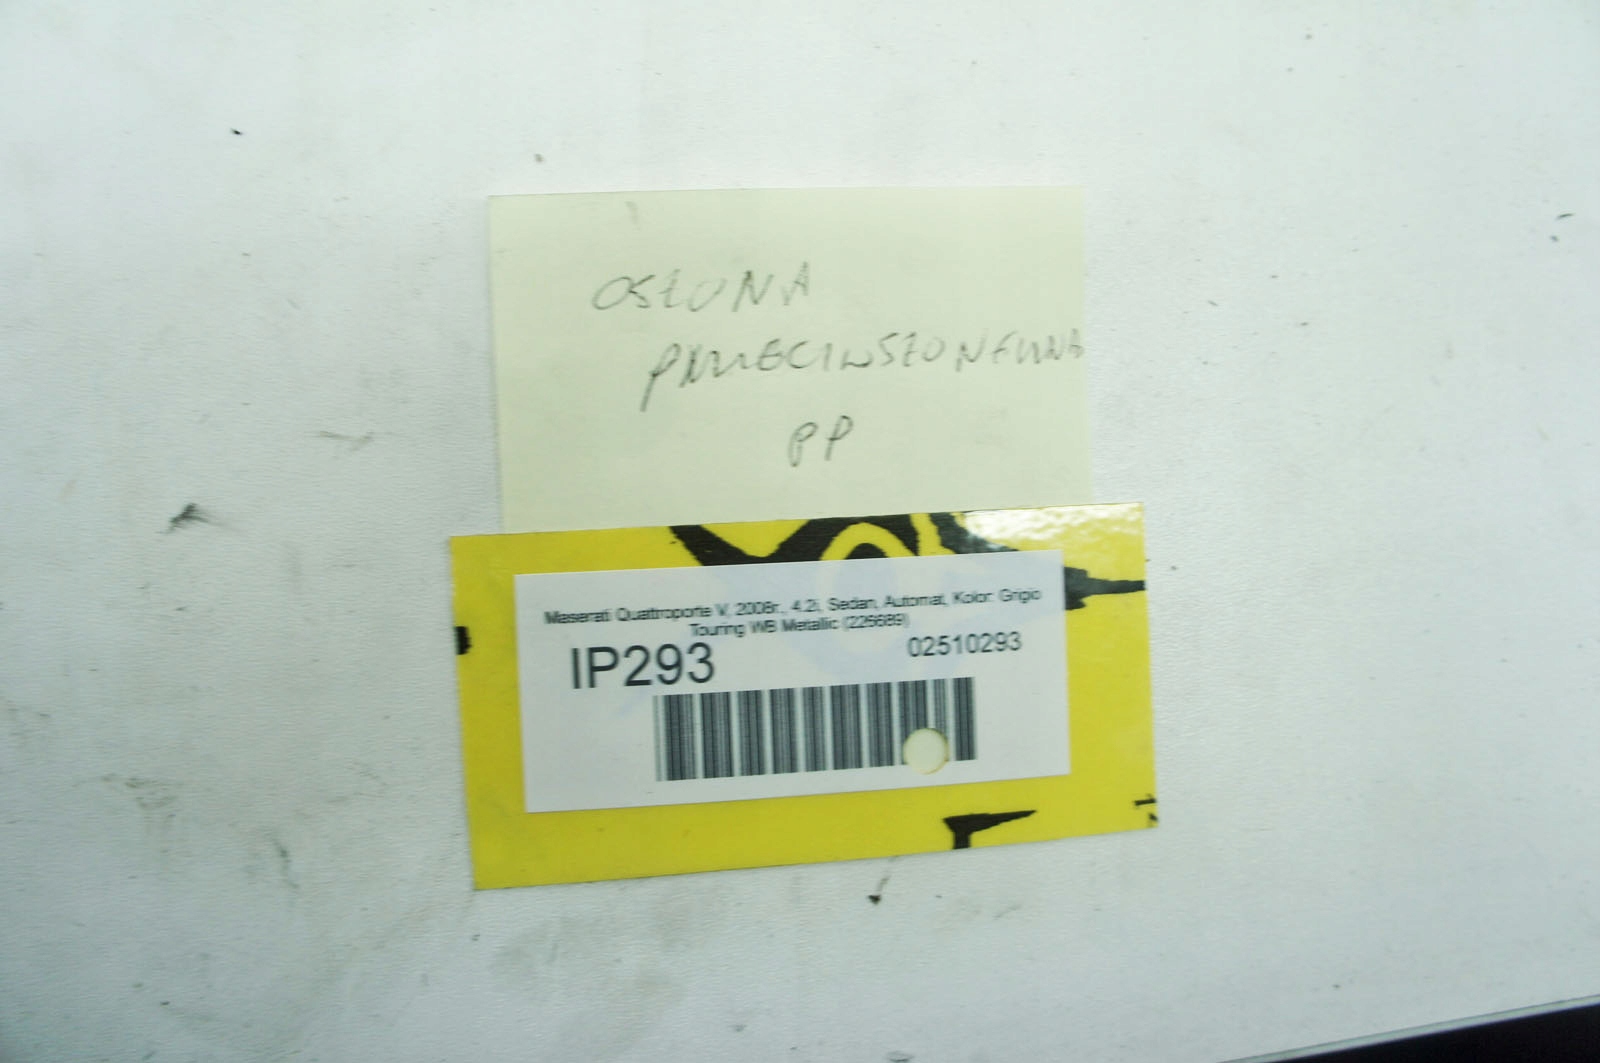 OSŁONA
PRZECIWSŁONECZNA
PP
Maserati Quattroporte V, 2008r., 4.2i, Sedan, Automat, Kolor: Grigio
Touring WB Metallic (226689)
IP293
02510293